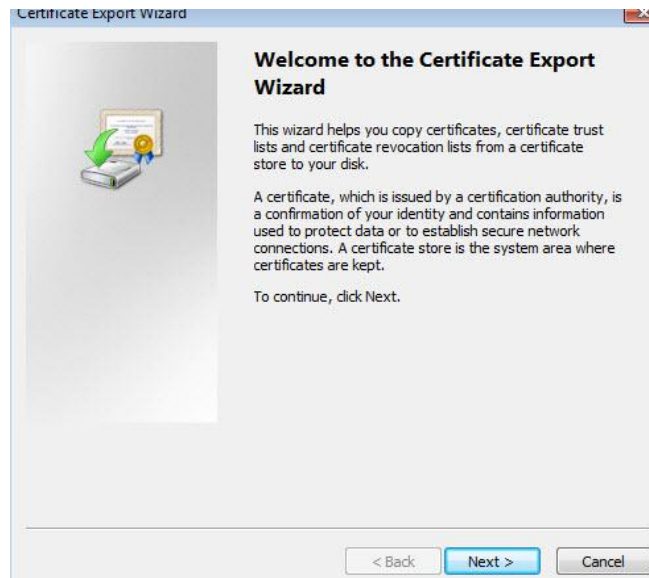 Certificate Export Wizard
Welcome to the Certificate Export
Wizard
This wizard helps you copy certificates, certificate trust
lists and certificate revocation lists from a certificate
store to your disk.
A certificate, which is issued by a certification authority, is
a confirmation of your identity and contains information
used to protect data or to establish secure network
connections. A certificate store is the system area where
certificates are kept.
To continue, click Next.
< Back Next > Cancel